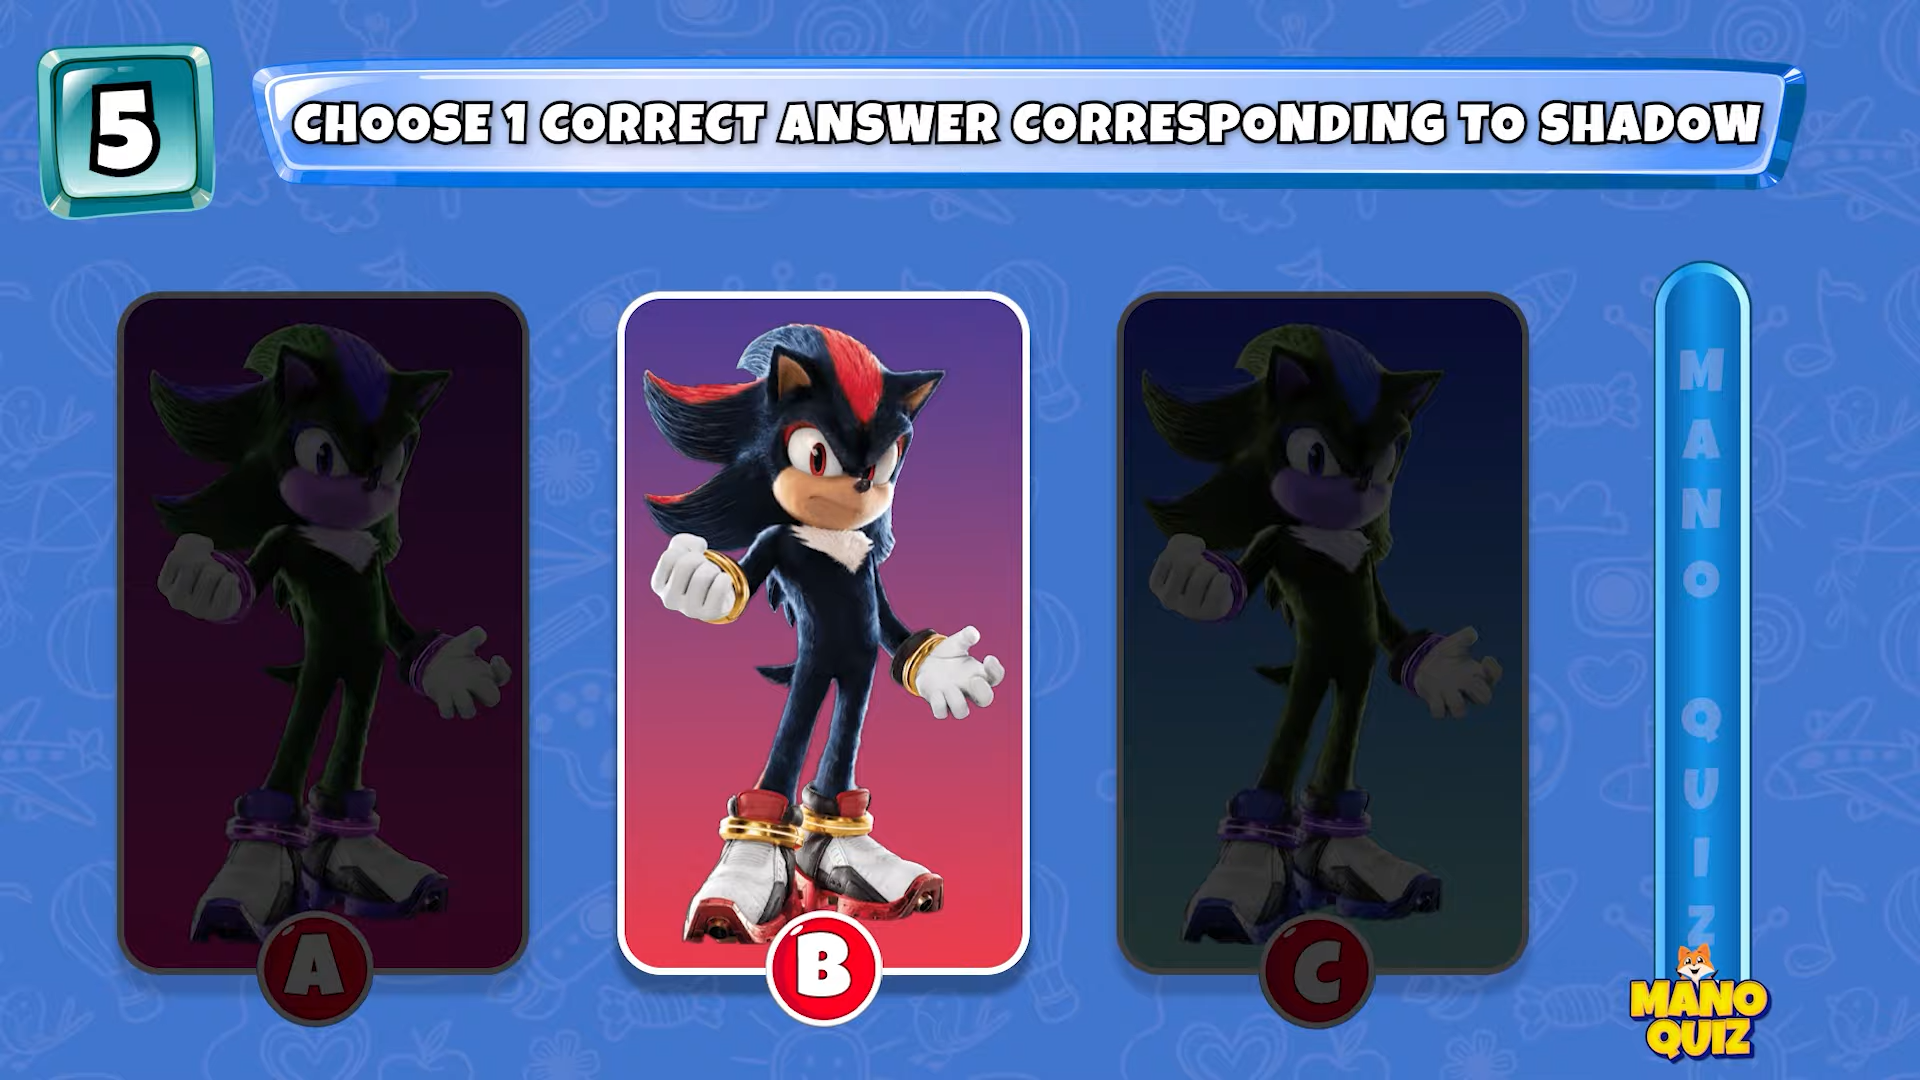 5
CHOOSE 1 CORRECT ANSWER CORRESPONDING TO SHADOW
A
B
C
MANO QUIZ
MANO
QUIZ